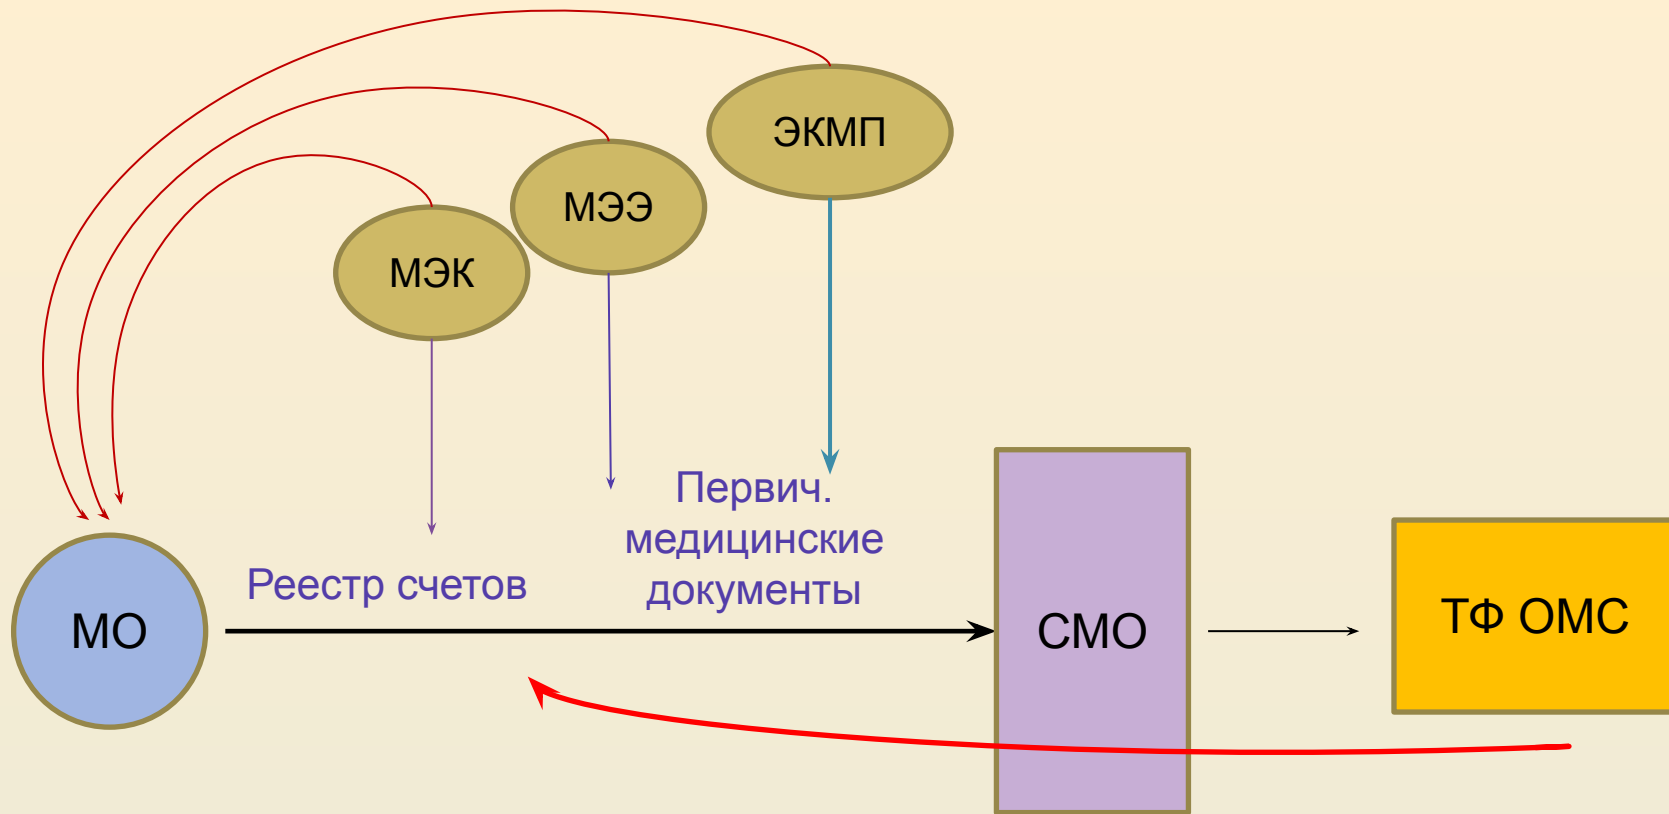 ЭКМП
МЭЭ
МЭК
Первич.
медицинские
документы
Реестр счетов
МО
СМО
ТФ ОМС